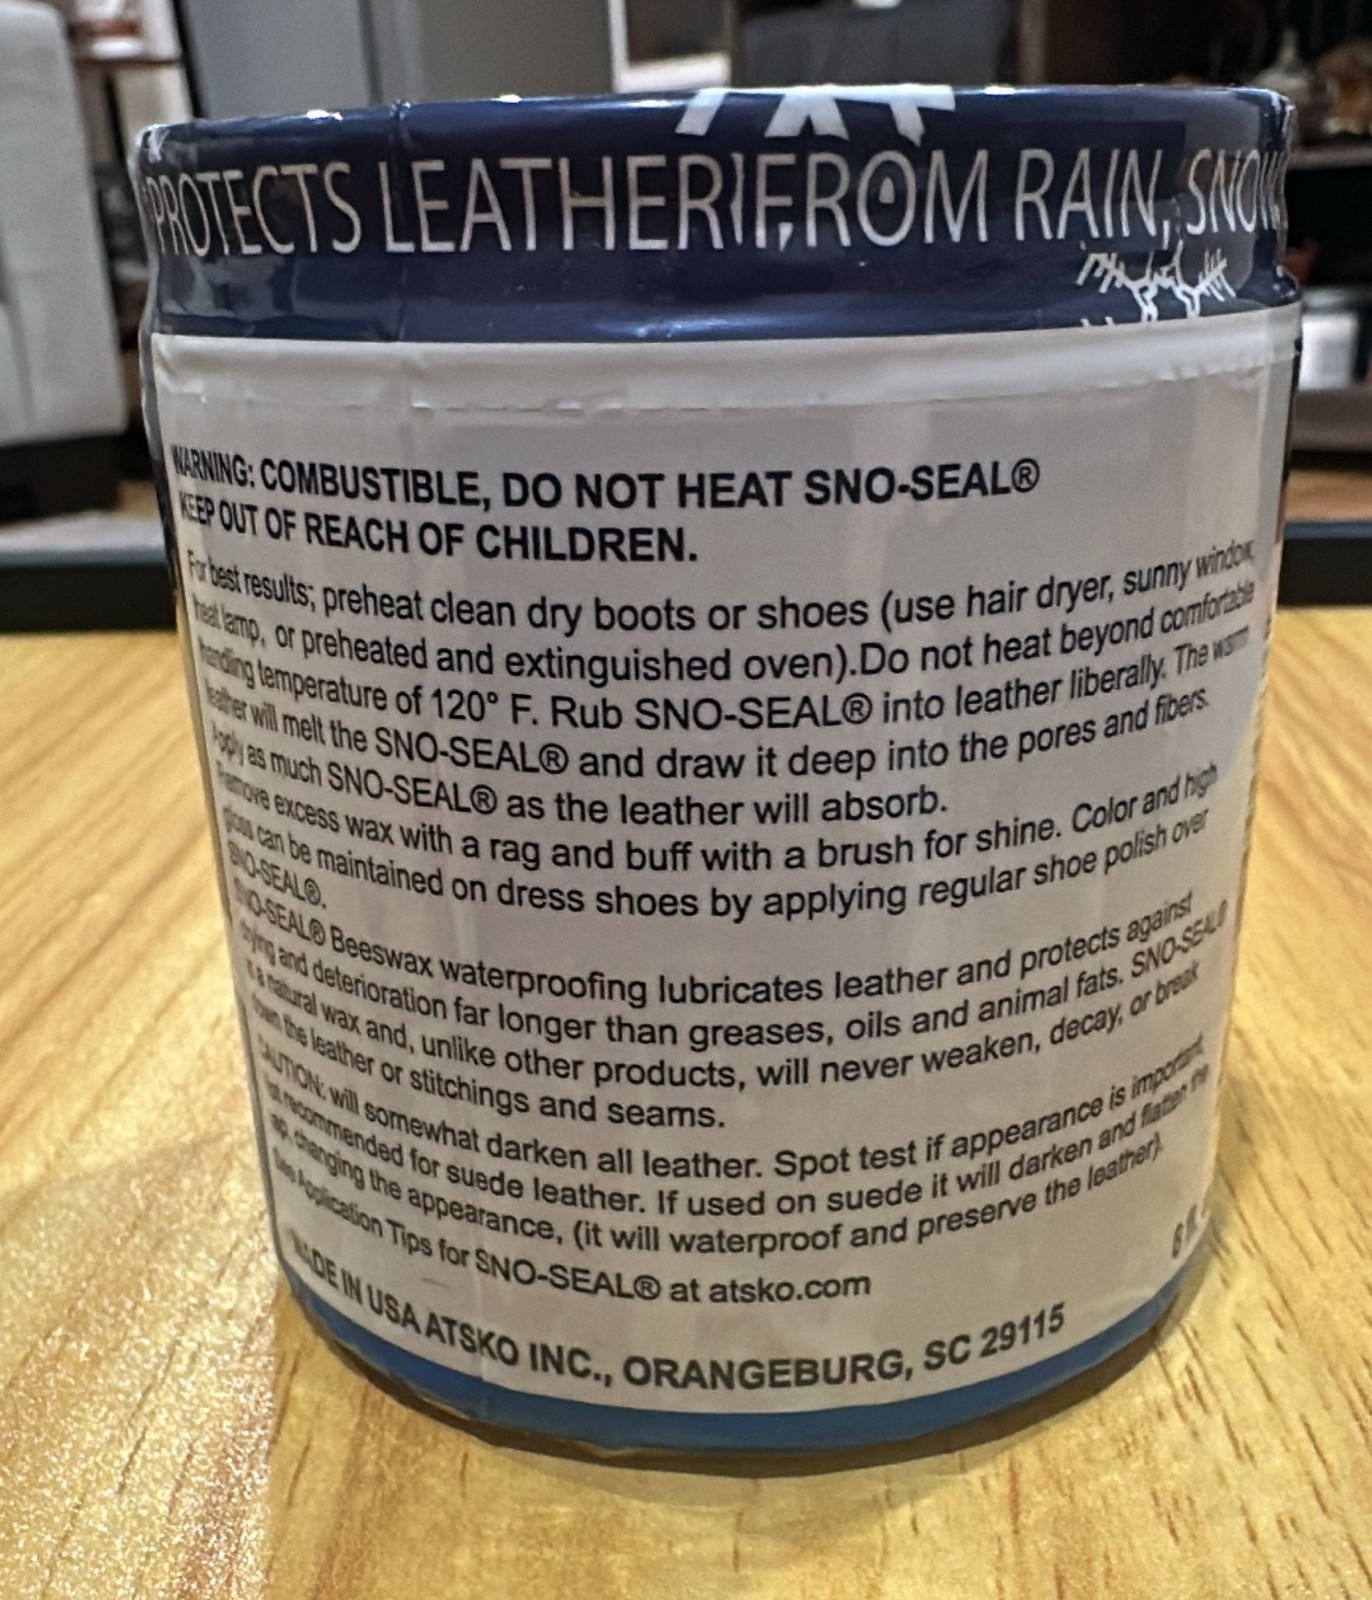 PROTECTS LEATHER FROM RAIN, SNOW
WARNING: COMBUSTIBLE, DO NOT HEAT SNO-SEAL®
KEEP OUT OF REACH OF CHILDREN.
For best results; preheat clean dry boots or shoes (use hair dryer, sunny window,
heat lamp, or preheated and extinguished oven).Do not heat beyond comfortable
handling temperature of 120° F. Rub SNO-SEAL® into leather liberally. The warm
leather will melt the SNO-SEAL® and draw it deep into the pores and fibers.
Apply as much SNO-SEAL® as the leather will absorb.
Remove excess wax with a rag and buff with a brush for shine. Color and high
gloss can be maintained on dress shoes by applying regular shoe polish over
SNO-SEAL®.
SNO-SEAL® Beeswax waterproofing lubricates leather and protects against
drying and deterioration far longer than greases, oils and animal fats. SNO-SEAL®
is a natural wax and, unlike other products, will never weaken, decay, or break
down the leather or stitchings and seams.
CAUTION: will somewhat darken all leather. Spot test if appearance is important,
Not recommended for suede leather. If used on suede it will darken and flatten the
nap, changing the appearance, (it will waterproof and preserve the leather).
See Application Tips for SNO-SEAL® at atsko.com
MADE IN USA ATSKO INC., ORANGEBURG, SC 29115
8 fl.